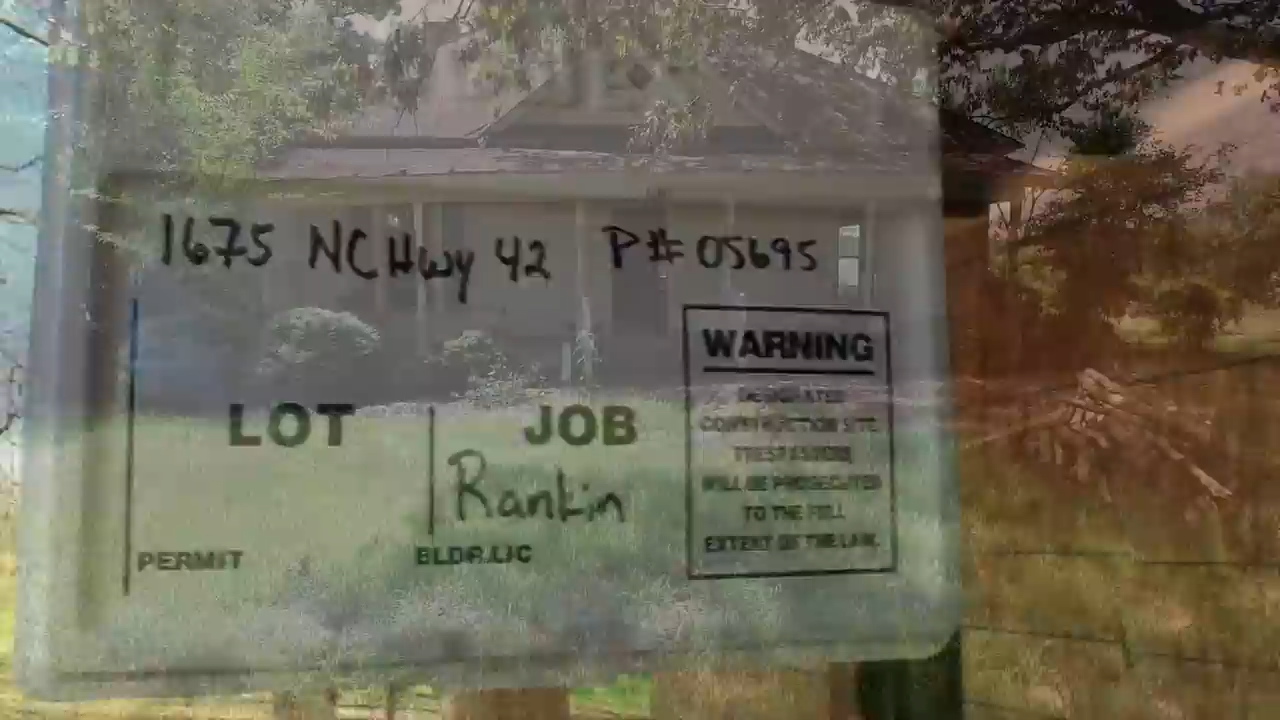 1675 NC Hwy 42 P# 05695
WARNING
DESIGNATED
CONSTRUCTION SITE
TRESPASSERS
WILL BE PROSECUTED
TO THE FULL
EXTENT OF THE LAW.
LOT
JOB
Rankin
PERMIT
BLDR.LIC